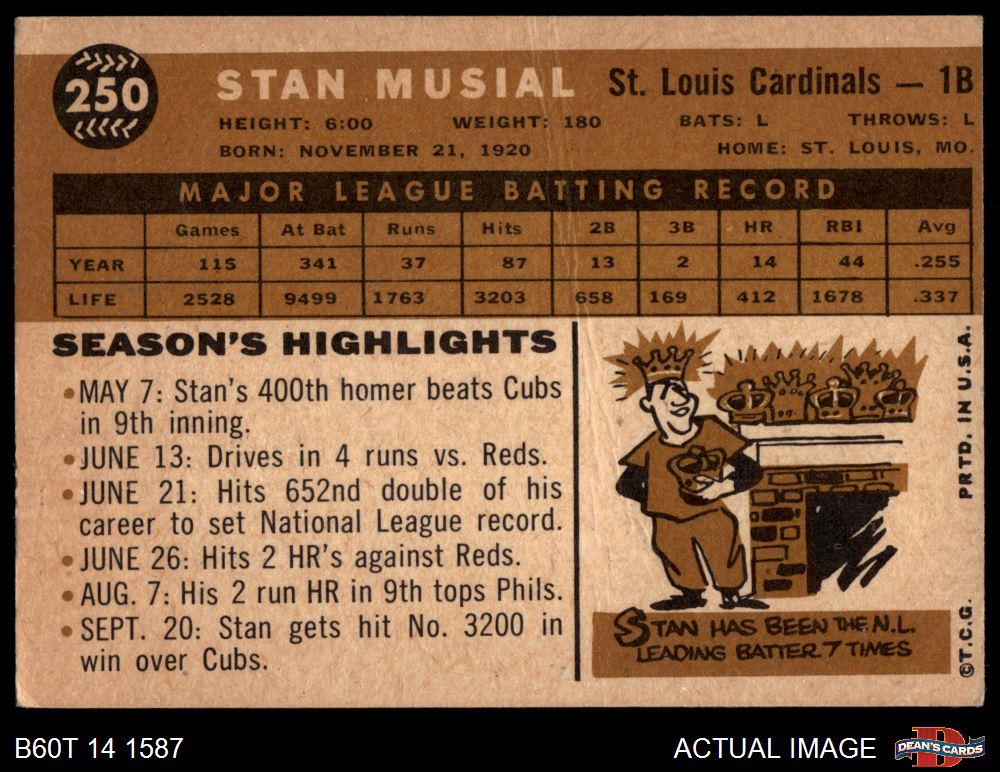 250
STAN MUSIAL St. Louis Cardinals — 1B
HEIGHT: 6:00 WEIGHT: 180 BATS: L THROWS: L
BORN: NOVEMBER 21, 1920 HOME: ST. LOUIS, MO.
MAJOR LEAGUE BATTING RECORD
Games At Bat Runs Hits 2B 3B HR RBI Avg
YEAR 115 341 37 87 13 2 14 44 .255
LIFE 2528 9499 1763 3203 658 169 412 1678 .337
SEASON'S HIGHLIGHTS
• MAY 7: Stan's 400th homer beats Cubs
in 9th inning.
• JUNE 13: Drives in 4 runs vs. Reds.
• JUNE 21: Hits 652nd double of his
career to set National League record.
• JUNE 26: Hits 2 HR's against Reds.
• AUG. 7: His 2 run HR in 9th tops Phils.
• SEPT. 20: Stan gets hit No. 3200 in
win over Cubs.
STAN HAS BEEN THE N.L.
LEADING BATTER 7 TIMES
©T.C.G. PRTD. IN U.S.A.
B60T 14 1587 ACTUAL IMAGE DEAN'S CARDS